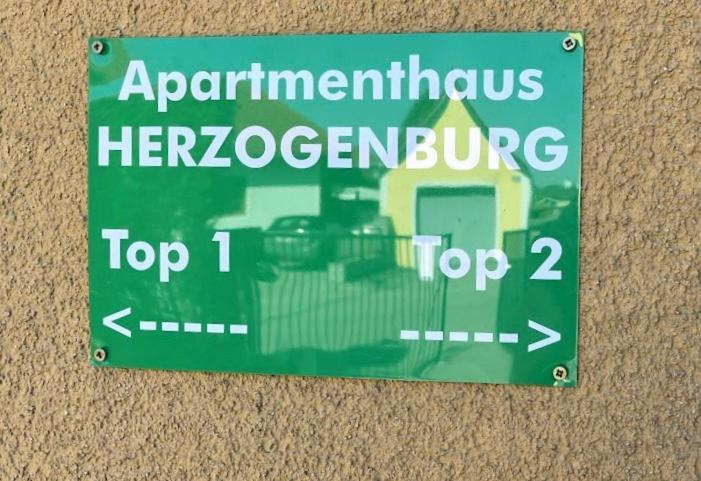 Apartmenthaus
HERZOGENBURG
Top 1 Top 2
<----- ----->